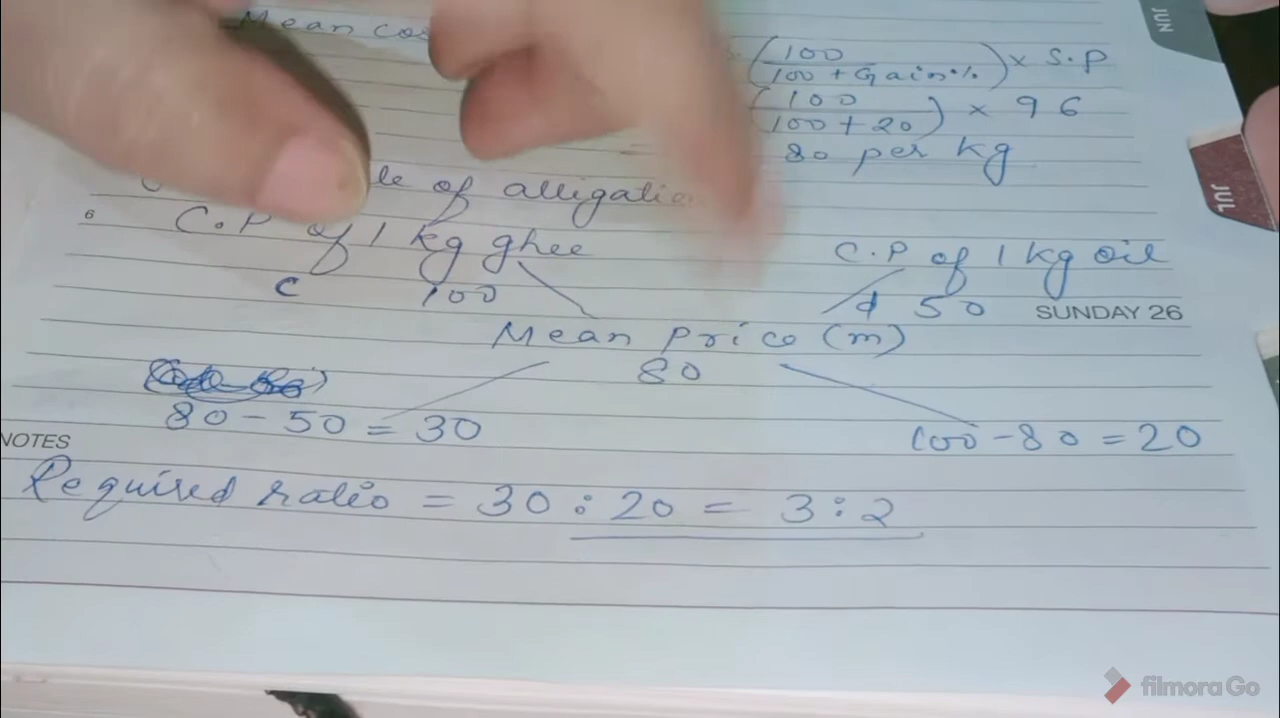 JUN
Mean
(100 / 100 + Gain%) × S.P
(100 / 100 + 20) × 96
80 per kg
JUL
of alligation
6
C.P of 1 kg ghee C.P of 1 kg oil
c 100 d 50
SUNDAY 26
Mean Price (m)
80
80 - 50 = 30 100 - 80 = 20
NOTES
Required ratio = 30 : 20 = 3 : 2
filmora Go